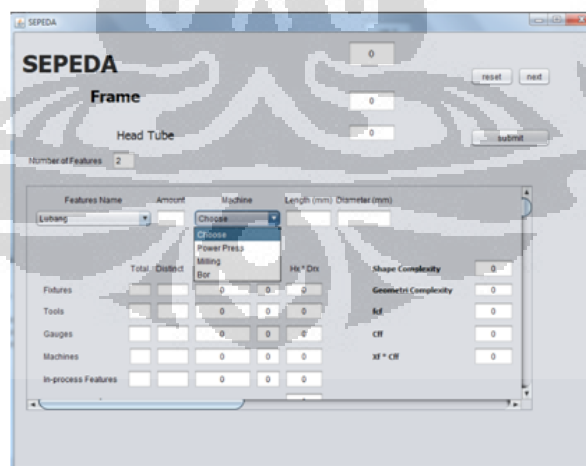 SEPEDA
SEPEDA
0
reset next
Frame
0
Head Tube
0
submit
Number of Features 2
Features Name Amount Machine Length (mm) Diameter (mm)
Lubang Choose
Choose
Power Press
Milling
Bor
Total.. Distinct Hx * Drx Shape Complexity 0
Fixtures 0 0 0 Geometri Complexity 0
Tools 0 0 0 fcf 0
Gauges 0 0 0 Cff 0
Machines 0 0 0 Xf * Cff 0
In-process Features 0 0 0